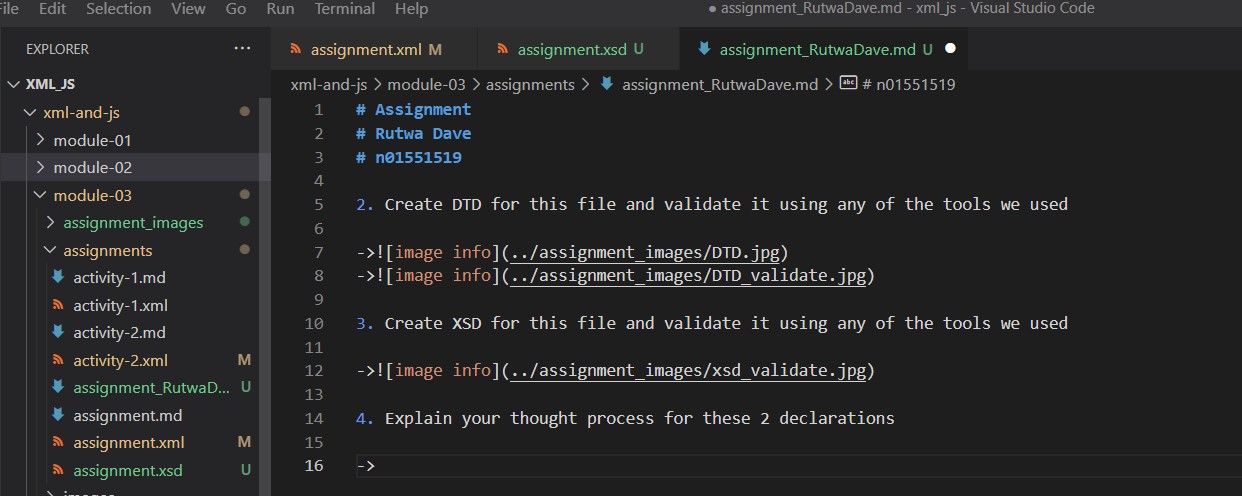 File Selection View Go Run Terminal Help ● assignment_RutwaDave.md - xml_js - Visual Studio Code
EXPLORER ...
assignment.xml M assignment.xsd U assignment_RutwaDave.md U ●
XML_JS
xml-and-js > module-03 > assignments > assignment_RutwaDave.md > # n01551519
xml-and-js
module-01
module-02
module-03
assignment_images
assignments
activity-1.md
activity-1.xml
activity-2.md
activity-2.xml M
assignment_RutwaD... U
assignment.md
assignment.xml M
assignment.xsd U
images
1 # Assignment
2 # Rutwa Dave
3 # n01551519
4
5 2. Create DTD for this file and validate it using any of the tools we used
6
7 ->![image info](../assignment_images/DTD.jpg)
8 ->![image info](../assignment_images/DTD_validate.jpg)
9
10 3. Create XSD for this file and validate it using any of the tools we used
11
12 ->![image info](../assignment_images/xsd_validate.jpg)
13
14 4. Explain your thought process for these 2 declarations
15
16 ->